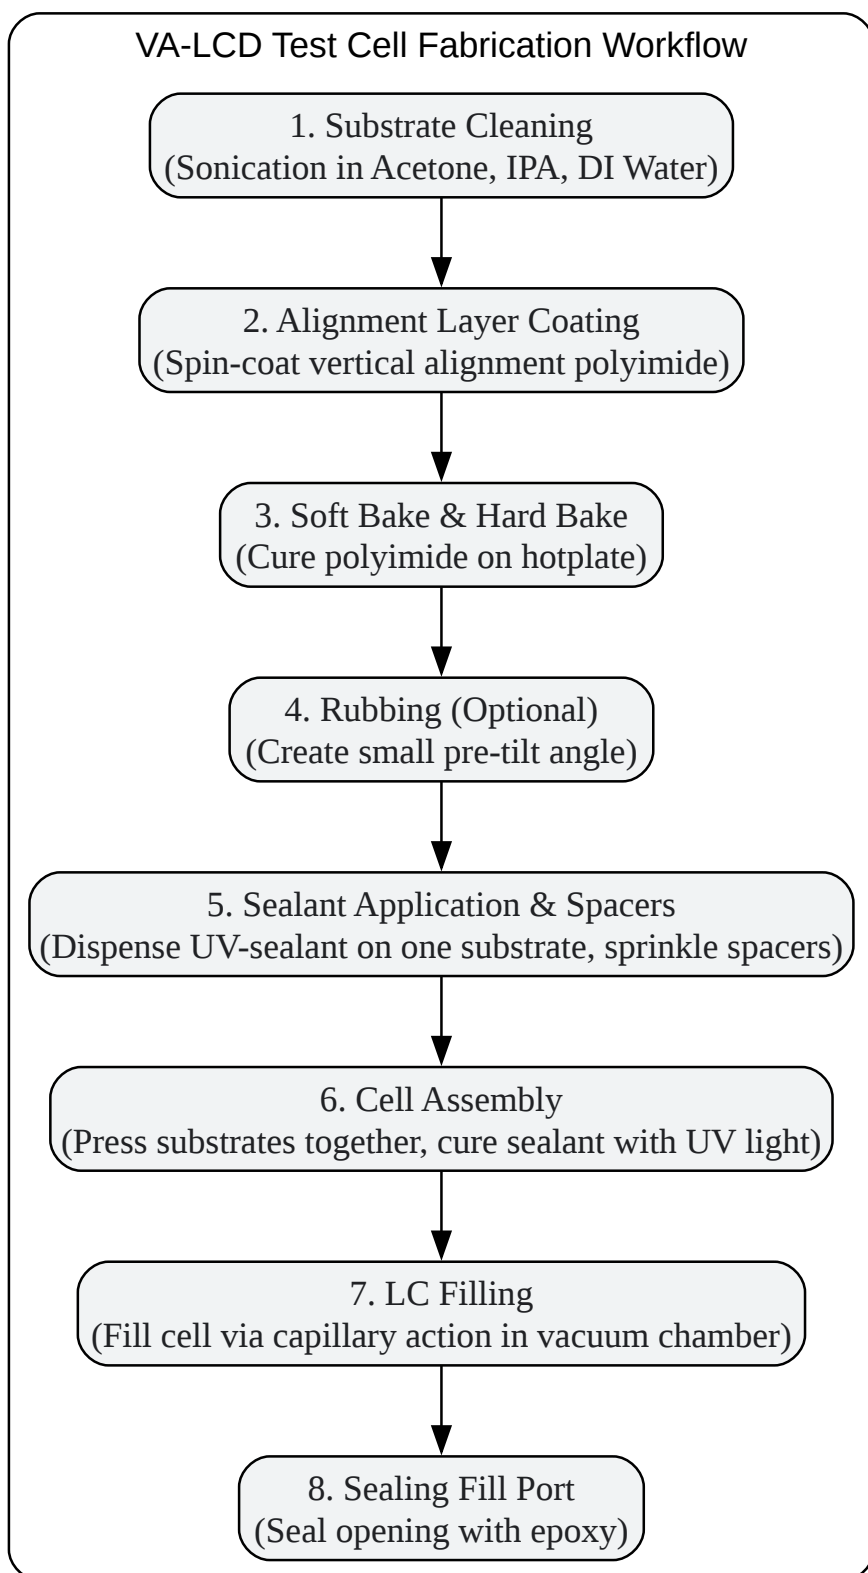 VA-LCD Test Cell Fabrication Workflow
1. Substrate Cleaning
(Sonication in Acetone, IPA, DI Water)
2. Alignment Layer Coating
(Spin-coat vertical alignment polyimide)
3. Soft Bake & Hard Bake
(Cure polyimide on hotplate)
4. Rubbing (Optional)
(Create small pre-tilt angle)
5. Sealant Application & Spacers
(Dispense UV-sealant on one substrate, sprinkle spacers)
6. Cell Assembly
(Press substrates together, cure sealant with UV light)
7. LC Filling
(Fill cell via capillary action in vacuum chamber)
8. Sealing Fill Port
(Seal opening with epoxy)